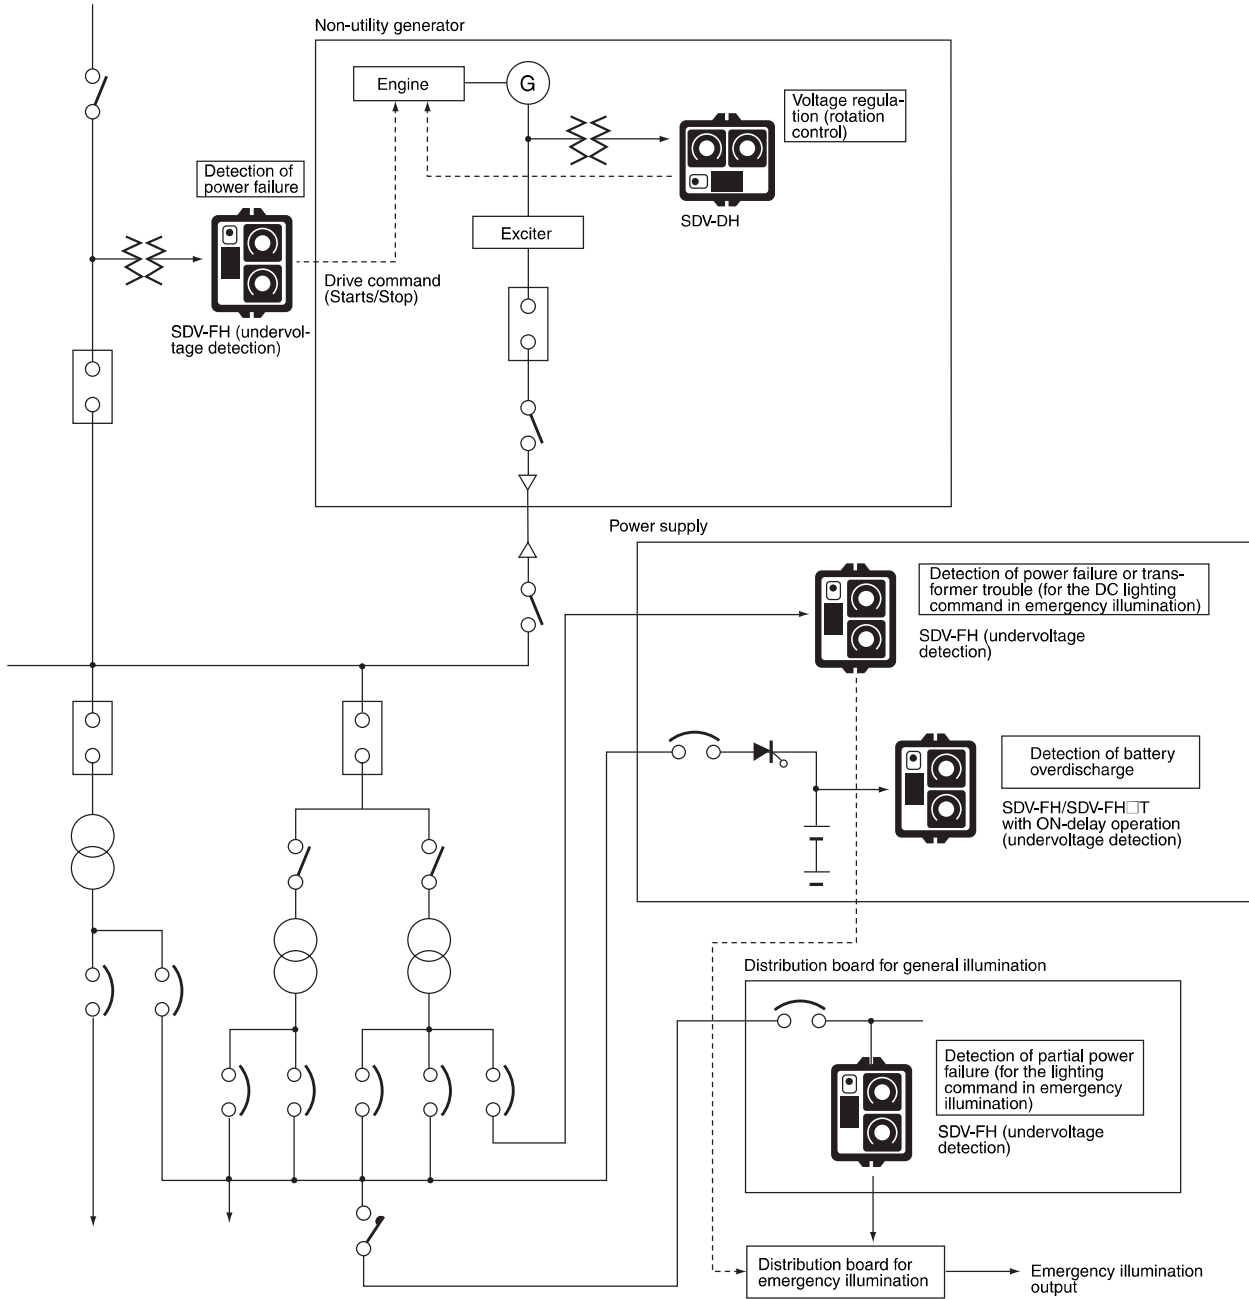 Non-utility generator
Engine
G
Voltage regula-
tion (rotation
control)
Detection of
power failure
SDV-DH
Exciter
Drive command
(Starts/Stop)
SDV-FH (undervol-
tage detection)
Power supply
Detection of power failure or trans-
former trouble (for the DC lighting
command in emergency illumination)
SDV-FH (undervoltage
detection)
Detection of battery
overdischarge
SDV-FH/SDV-FH□T
with ON-delay operation
(undervoltage detection)
Distribution board for general illumination
Detection of partial power
failure (for the lighting
command in emergency
illumination)
SDV-FH (undervoltage
detection)
Distribution board for
emergency illumination
Emergency illumination
output